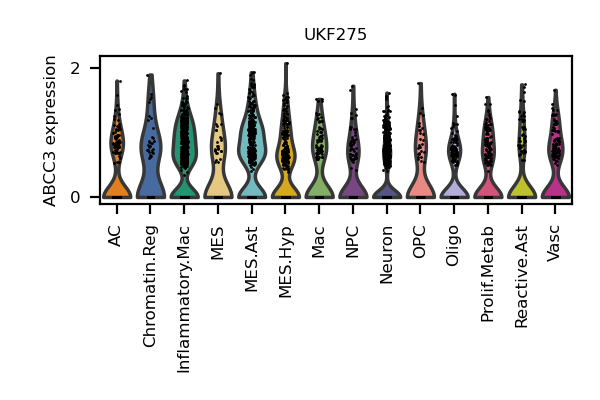 UKF275
ABCC3 expression
2
0
AC
Chromatin.Reg
Inflammatory.Mac
MES
MES.Ast
MES.Hyp
Mac
NPC
Neuron
OPC
Oligo
Prolif.Metab
Reactive.Ast
Vasc